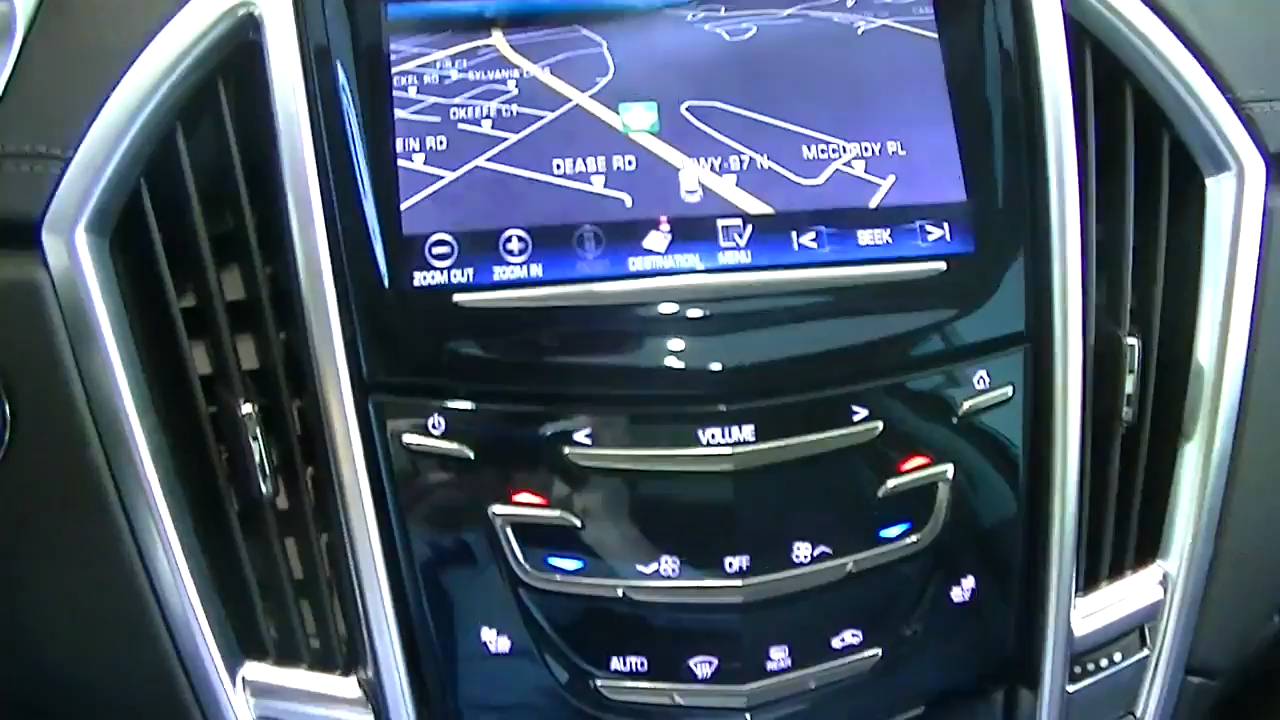 SYLVANIA
OKEEFE CT
EIN RD
DEASE RD
HWY-97 N
MCCURDY PL
ZOOM OUT
ZOOM IN
DESTINATION
MENU
SEEK
VOLUME
OFF
AUTO
REAR